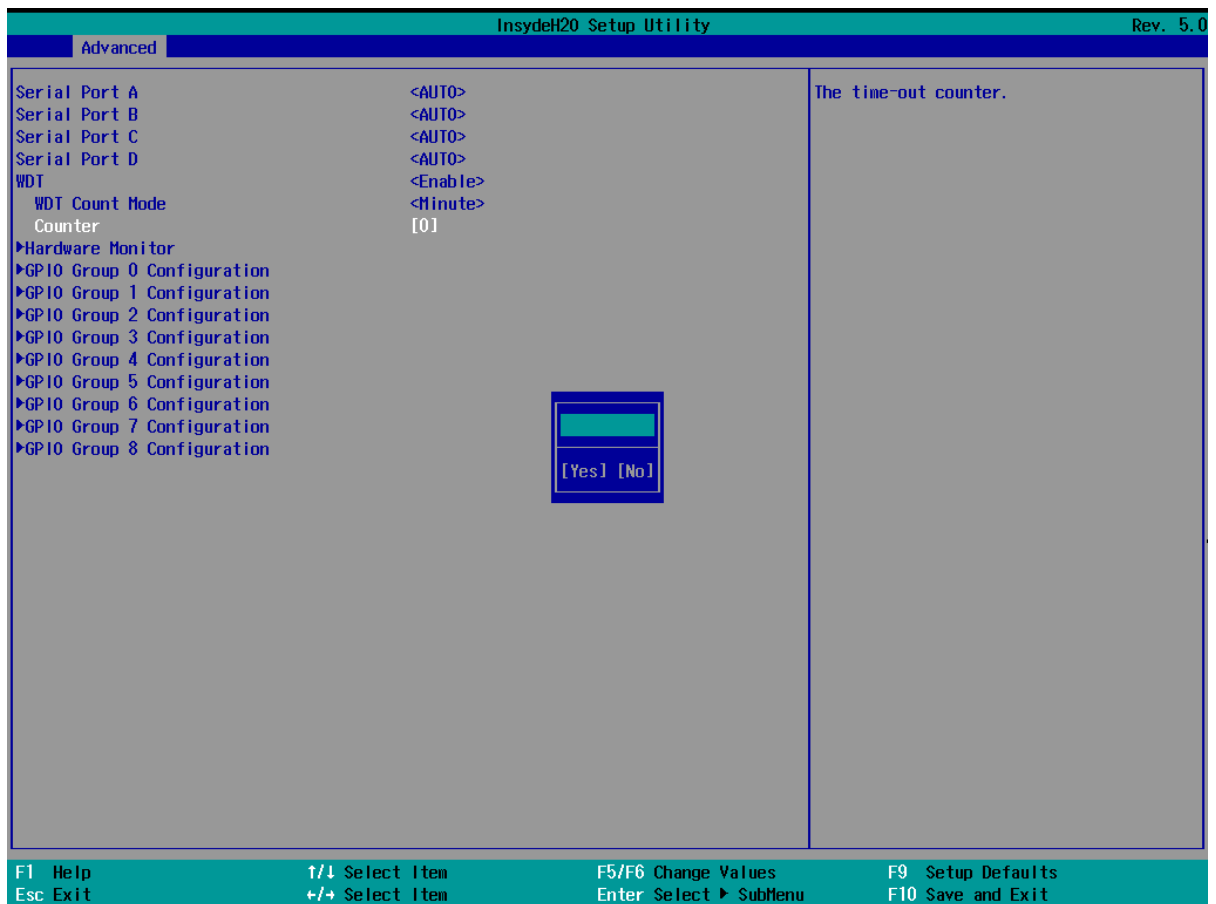 InsydeH20 Setup Utility Rev. 5.0
Advanced
Serial Port A <AUTO>
Serial Port B <AUTO>
Serial Port C <AUTO>
Serial Port D <AUTO>
WDT <Enable>
WDT Count Mode <Minute>
Counter [0]
▶Hardware Monitor
▶GPIO Group 0 Configuration
▶GPIO Group 1 Configuration
▶GPIO Group 2 Configuration
▶GPIO Group 3 Configuration
▶GPIO Group 4 Configuration
▶GPIO Group 5 Configuration
▶GPIO Group 6 Configuration
▶GPIO Group 7 Configuration
▶GPIO Group 8 Configuration
The time-out counter.
[Yes] [No]
F1 Help ↑/↓ Select Item F5/F6 Change Values F9 Setup Defaults
Esc Exit ←/→ Select Item Enter Select ▶ SubMenu F10 Save and Exit